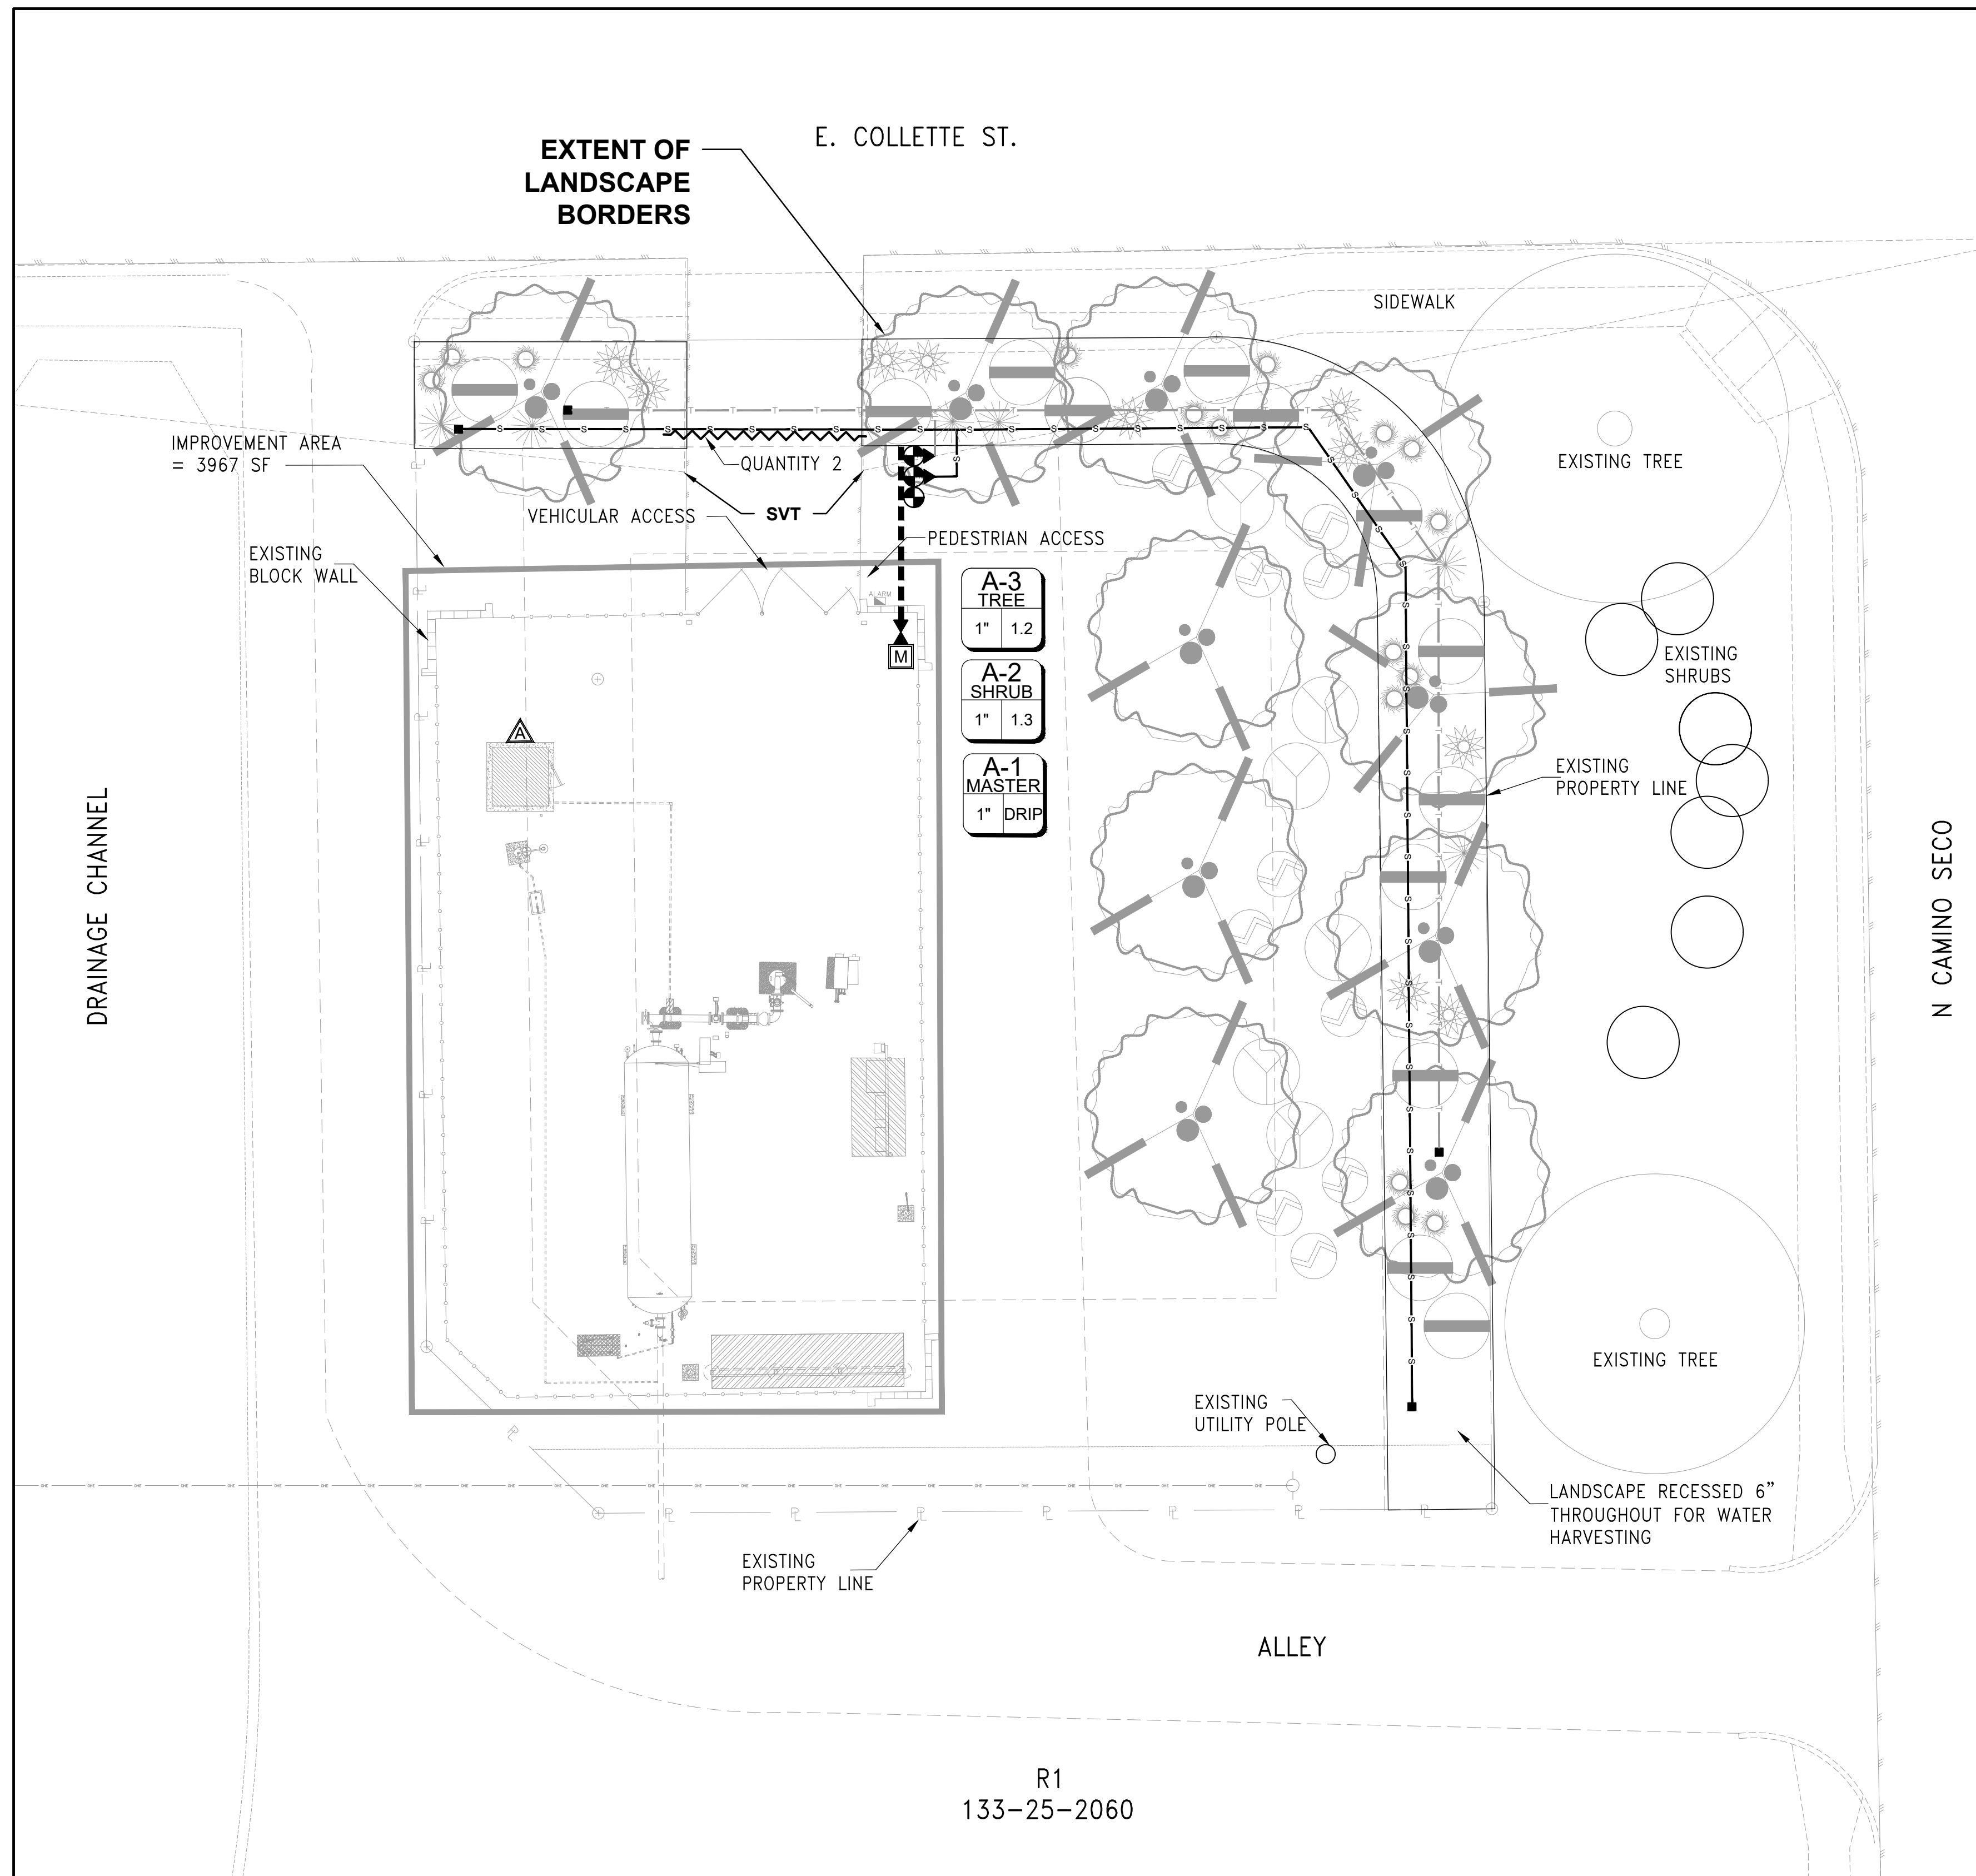 E. COLLETTE ST.
EXTENT OF
LANDSCAPE
BORDERS
SIDEWALK
IMPROVEMENT AREA
= 3967 SF
QUANTITY 2
EXISTING TREE
VEHICULAR ACCESS
SVT
PEDESTRIAN ACCESS
EXISTING
BLOCK WALL
ALARM
A-3
TREE
1" 1.2
M
A-2
SHRUB
1" 1.3
EXISTING
SHRUBS
A
A-1
MASTER
1" DRIP
EXISTING
PROPERTY LINE
DRAINAGE CHANNEL
N CAMINO SECO
EXISTING TREE
EXISTING
UTILITY POLE
LANDSCAPE RECESSED 6”
THROUGHOUT FOR WATER
HARVESTING
EXISTING
PROPERTY LINE
ALLEY
R1
133-25-2060